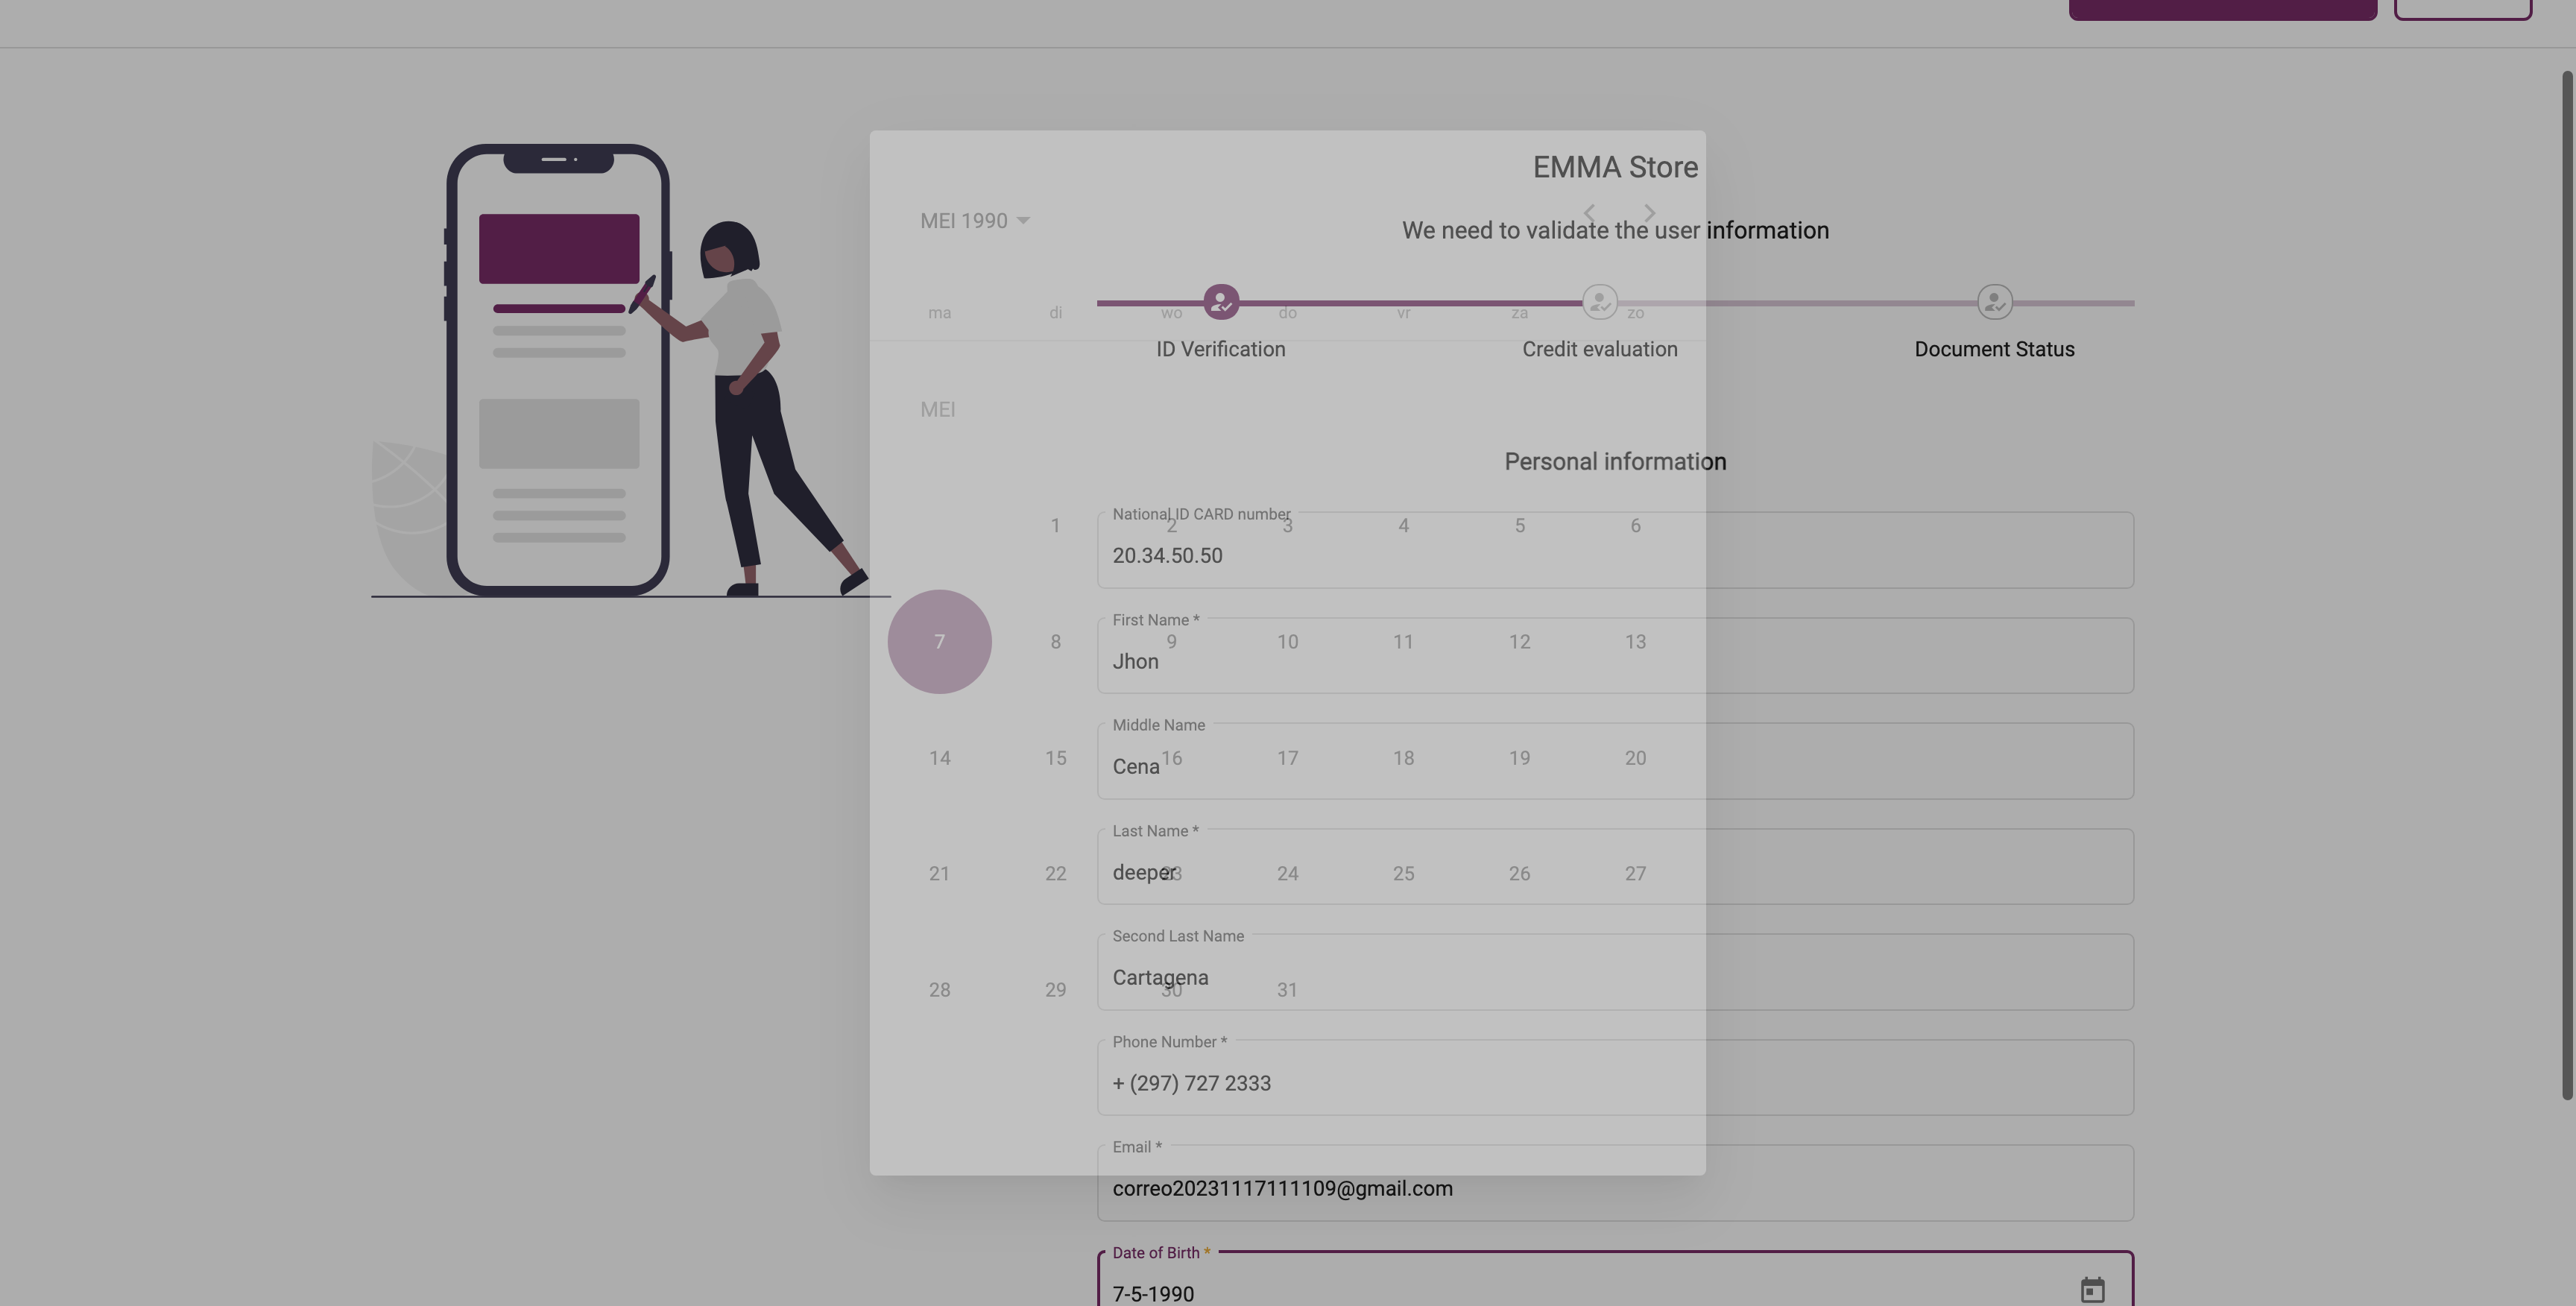 EMMA Store
MEI 1990
We need to validate the user information
ma di wo do vr za zo
ID Verification Credit evaluation Document Status
MEI
Personal information
National ID CARD number
1 2 3 4 5 6
20.34.50.50
First Name *
7 8 9 10 11 12 13
Jhon
Middle Name
14 15 16 17 18 19 20
Cena
Last Name *
21 22 23 24 25 26 27
deeper
Second Last Name
Cartagena
28 29 30 31
Phone Number *
+ (297) 727 2333
Email *
correo20231117111109@gmail.com
Date of Birth *
7-5-1990